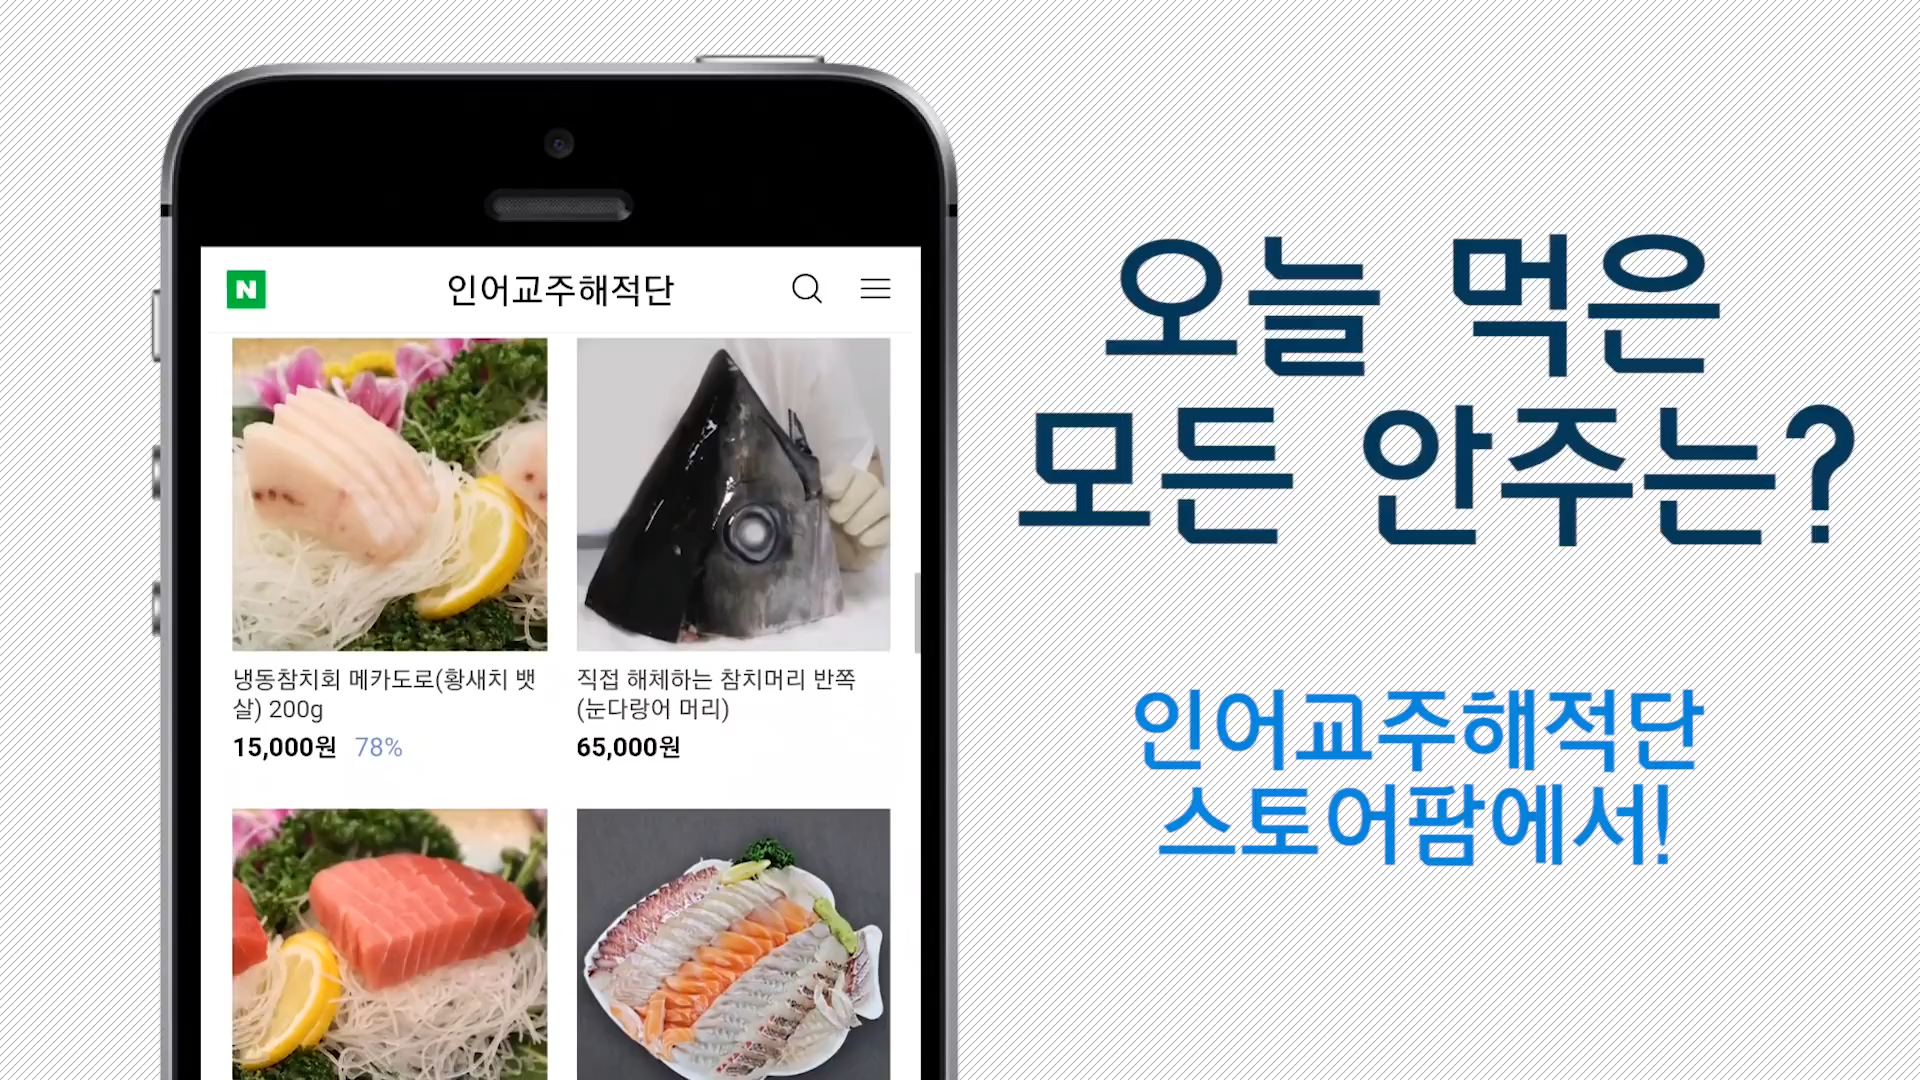 N
인어교주해적단
냉동참치회 메카도로(황새치 뱃
살) 200g
15,000원 78%
직접 해체하는 참치머리 반쪽
(눈다랑어 머리)
65,000원
오늘 먹은
모든 안주는?
인어교주해적단
스토어팜에서!